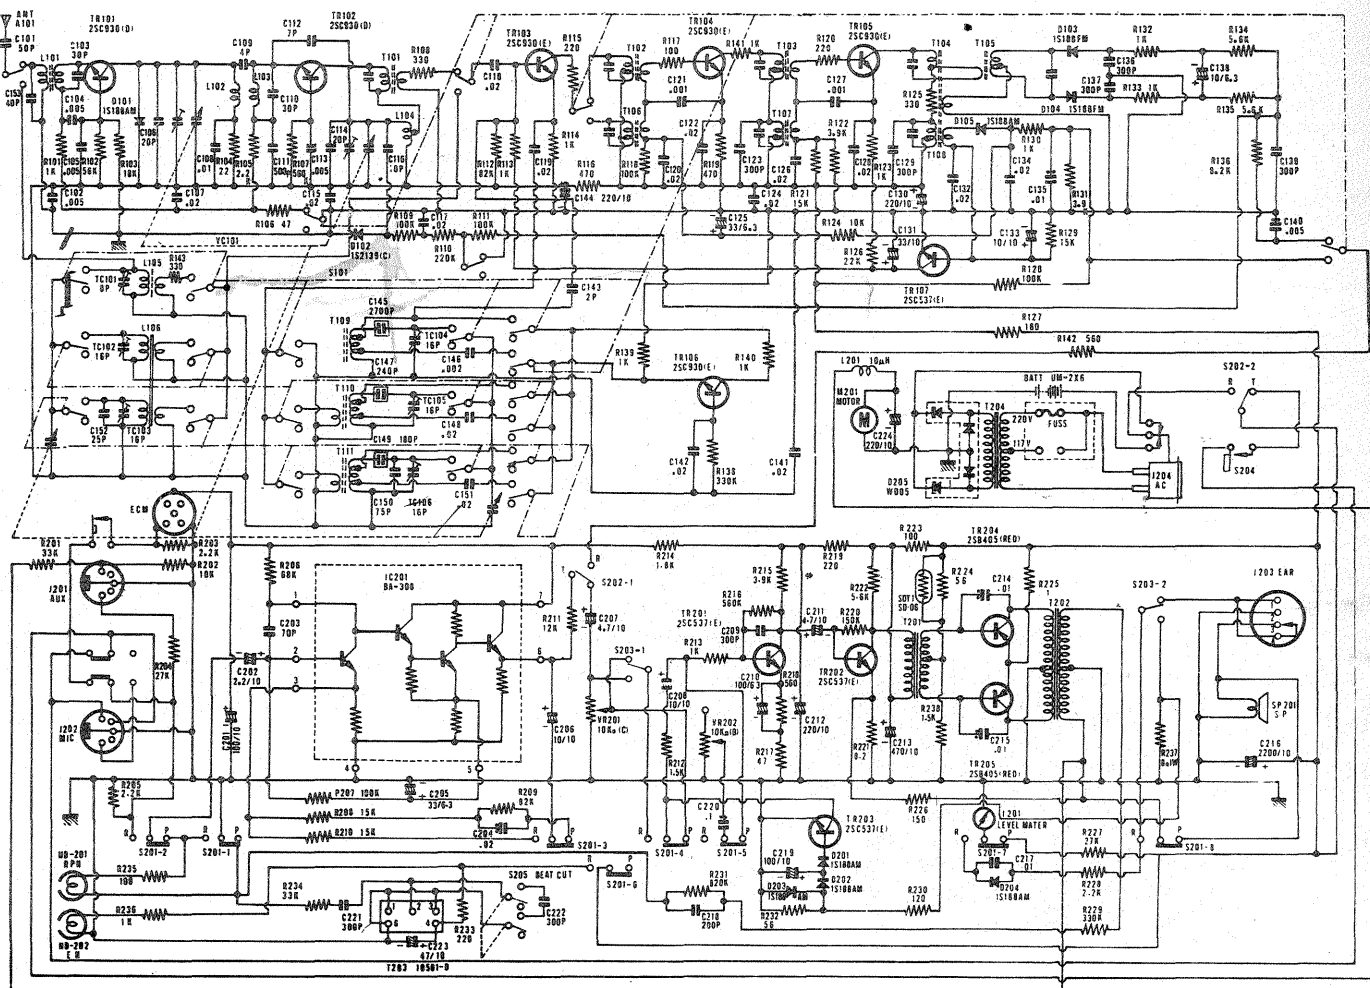 ANT
A101
C101
50P
L101
C103
30P
TR101
2SC930(D)
C109
4P
C112
7P
TR102
2SC930(D)
T101
R108
330
C118
.02
TR103
2SC930(E)
R115
220
T102
R117
100
TR104
2SC930(E)
R141 1K
T103
R120
220
TR105
2SC930(E)
T104
T105
D103
1S188FM
R132
1K
R134
5.6K
C153
40P
C104
.005
D101
1S188AM
L102
L103
C110
30P
C121
.001
C127
.001
R125
330
C136
300P
C137
300P
C138
10/6.3
D104
1S188FM
R133 1K
R135
5.6K
C106
20P
C114
20P
L104
R114
1K
T106
C122
.02
T107
R122
3.9K
D105
1S188AM
R130
1K
R101
1K
C105
.005
R102
56K
R103
18K
C108
.01
R104
22
R105
2.2
C111
500P
R107
560
C113
.005
C116
R112
82K
R113
1K
C119
.02
R116
470
R118
100K
C120
.02
R119
470
C123
300P
C126
.02
C128
.02
R123
1K
C129
300P
T108
C132
.02
C134
.02
C135
.01
R131
3.9
R136
8.2K
C139
300P
C102
.005
C107
.02
C115
.02
C144
220/10
C124
.02
R121
15K
C130
220/10
R106 47
R109
100K
C117
.02
R111
100K
C125
33/6.3
R124 10K
C131
33/10
C133
10/10
R129
15K
C140
.005
VC101
D102
1S2139(C)
R110
220K
R126
22K
TR107
2SC537(E)
R128
100K
L105
R143
330
TC101
8P
S101
C143
2P
C145
2700P
T109
TC104
16P
R127
180
R142 560
L106
TC102
16P
C147
240P
C146
.002
R139
1K
TR106
2SC930(E)
R140
1K
L201 10µH
M201
MOTOR
M
BATT UM-2X6
S202-2
R
T
T110
TC105
16P
C148
.02
C224
220/10
T204
220V
117V
FUSS
C152
25P
TC103
16P
C149 180P
T111
C142
.02
R138
330K
C141
.02
D205
W005
J204
AC
S204
C150
75P
TC106
16P
C151
.02
ECM
R201
33K
R203
2.2K
R202
10K
J201
AUX
R206
68K
IC201
BA-306
1
7
R
T
S202-1
R214
1.8K
R215
3.9K
R219
220
R223
100
TR204
2SB405(RED)
R224
56
C214
.01
R225
1
T202
S203-2
J203 EAR
R216
560K
R222
5.6K
SDT1
SD-06
R204
27K
C203
70P
R211
12K
C207
4.7/10
TR201
2SC537(E)
C209
300P
C211
4.7/10
R220
150K
T201
2
6
3
C202
2.2/10
S203-1
R213
1K
C210
100/6.3
R218
560
TR202
2SC537(E)
J202
MIC
C201
100/10
C206
10/10
VR201
10KΩ(C)
C208
10/10
VR202
10KΩ(B)
C212
220/10
R221
8.2
C213
470/10
R238
1.5K
C215
.01
SP201
SP
R237
C216
2200/10
R212
1.5K
R217
47
4
5
TR205
2SB405(RED)
R205
2.2K
R207 100K
C205
33/6.3
R209
82K
R208 15K
R210 15K
C204
.02
C220
.1
TR203
2SC537(E)
R226
150
LEVEL MATER
R
P
S201-2
R
P
S201-1
R
P
S201-3
R
P
S201-4
R
P
S201-5
R
P
S201-7
R227
27K
P
S201-8
R235
100
R234
33K
S205 BEAT CUT
R
P
S201-6
C219
100/10
D201
1S188AM
D202
1S188AM
C217
.01
D204
1S188AM
R228
2.2K
R236
1K
C221
300P
1
2
3
6
4
R233
220
C222
300P
R231
820K
C218
200P
D203
R232
56
R230
120
R229
330K
C223
47/10